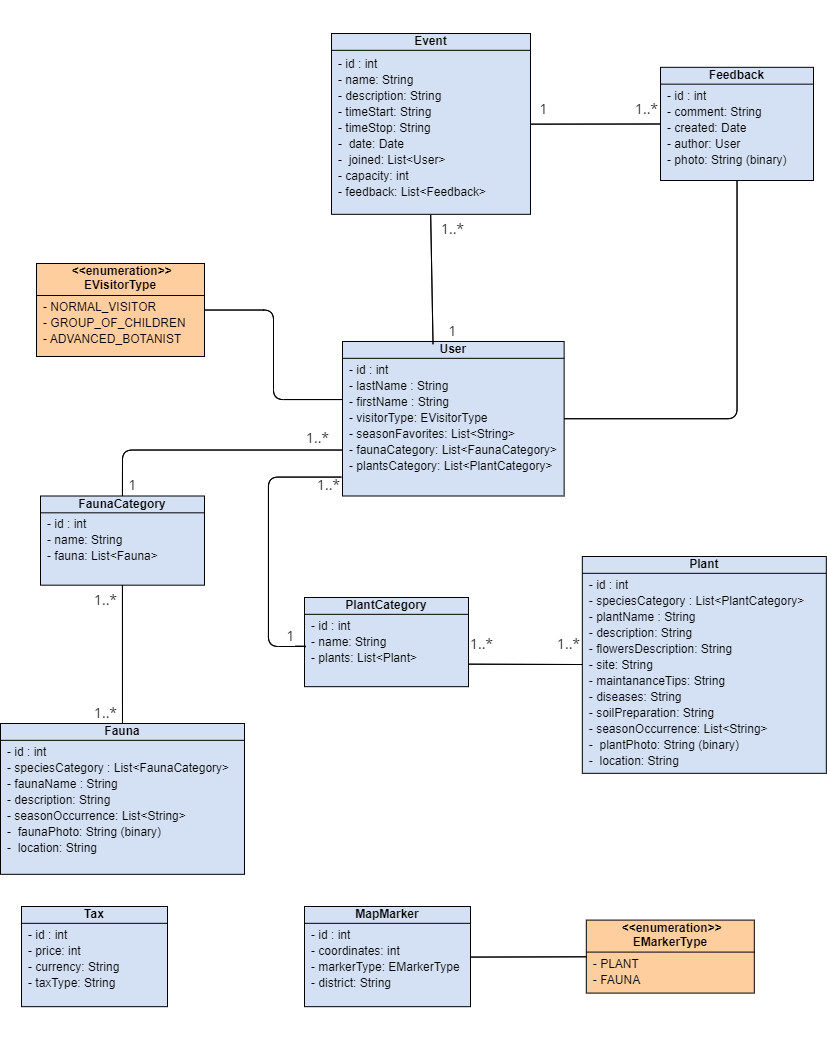 Event
- id : int
- name: String
- description: String
- timeStart: String
- timeStop: String
- date: Date
- joined: List<User>
- capacity: int
- feedback: List<Feedback>
1
1..*
Feedback
- id : int
- comment: String
- created: Date
- author: User
- photo: String (binary)
1..*
1
<<enumeration>>
EVisitorType
- NORMAL_VISITOR
- GROUP_OF_CHILDREN
- ADVANCED_BOTANIST
User
- id : int
- lastName : String
- firstName : String
- visitorType: EVisitorType
- seasonFavorites: List<String>
- faunaCategory: List<FaunaCategory>
- plantsCategory: List<PlantCategory>
1..*
1
1..*
1
FaunaCategory
- id : int
- name: String
- fauna: List<Fauna>
1..*
1..*
PlantCategory
- id : int
- name: String
- plants: List<Plant>
1..*
1..*
Plant
- id : int
- speciesCategory : List<PlantCategory>
- plantName : String
- description: String
- flowersDescription: String
- site: String
- maintananceTips: String
- diseases: String
- soilPreparation: String
- seasonOccurrence: List<String>
- plantPhoto: String (binary)
- location: String
Fauna
- id : int
- speciesCategory : List<FaunaCategory>
- faunaName : String
- description: String
- seasonOccurrence: List<String>
- faunaPhoto: String (binary)
- location: String
Tax
- id : int
- price: int
- currency: String
- taxType: String
MapMarker
- id : int
- coordinates: int
- markerType: EMarkerType
- district: String
<<enumeration>>
EMarkerType
- PLANT
- FAUNA